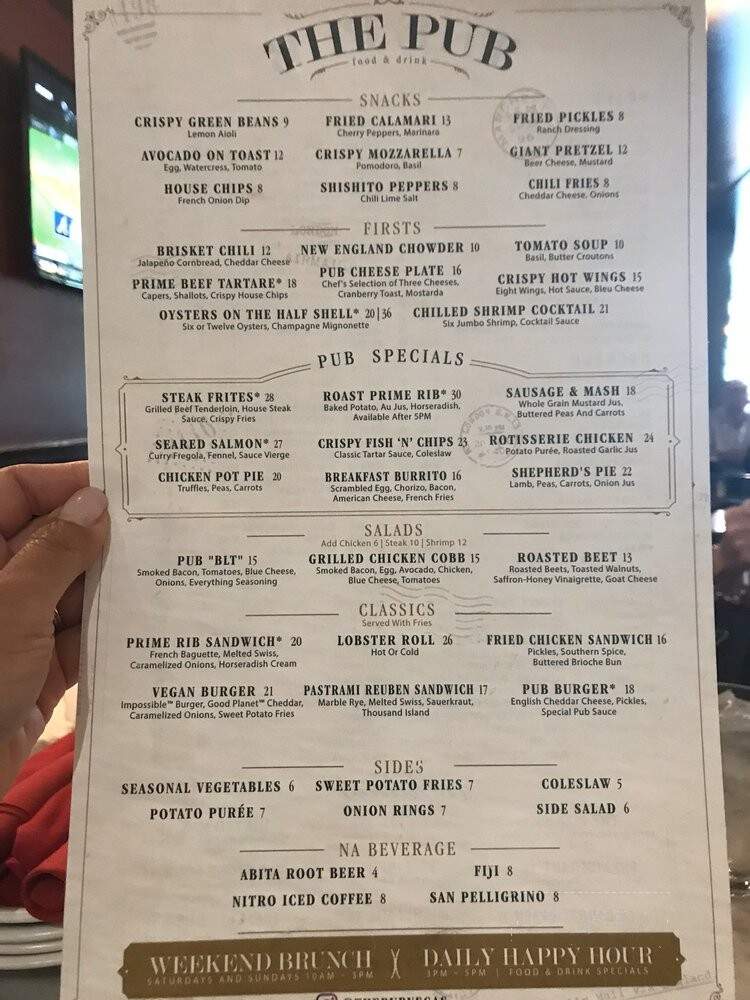 THE PUB
food & drink
SNACKS
CRISPY GREEN BEANS 9
Lemon Aioli
FRIED CALAMARI 13
Cherry Peppers, Marinara
FRIED PICKLES 8
Ranch Dressing
AVOCADO ON TOAST 12
Egg, Watercress, Tomato
CRISPY MOZZARELLA 7
Pomodoro, Basil
GIANT PRETZEL 12
Beer Cheese, Mustard
HOUSE CHIPS 8
French Onion Dip
SHISHITO PEPPERS 8
Chili Lime Salt
CHILI FRIES 8
Cheddar Cheese, Onions
FIRSTS
BRISKET CHILI 12
Jalapeño Cornbread, Cheddar Cheese
NEW ENGLAND CHOWDER 10
TOMATO SOUP 10
Basil, Butter Croutons
PRIME BEEF TARTARE* 18
Capers, Shallots, Crispy House Chips
PUB CHEESE PLATE 16
Chef's Selection of Three Cheeses,
Cranberry Toast, Mostarda
CRISPY HOT WINGS 15
Eight Wings, Hot Sauce, Bleu Cheese
OYSTERS ON THE HALF SHELL* 20|36
Six or Twelve Oysters, Champagne Mignonette
CHILLED SHRIMP COCKTAIL 21
Six Jumbo Shrimp, Cocktail Sauce
PUB SPECIALS
STEAK FRITES* 28
Grilled Beef Tenderloin, House Steak
Sauce, Crispy Fries
ROAST PRIME RIB* 30
Baked Potato, Au Jus, Horseradish,
Available After 5PM
SAUSAGE & MASH 18
Whole Grain Mustard Jus,
Buttered Peas And Carrots
SEARED SALMON* 27
Curry Fregola, Fennel, Sauce Vierge
CRISPY FISH 'N' CHIPS 23
Classic Tartar Sauce, Coleslaw
ROTISSERIE CHICKEN 24
Potato Purée, Roasted Garlic Jus
CHICKEN POT PIE 20
Truffles, Peas, Carrots
BREAKFAST BURRITO 16
Scrambled Egg, Chorizo, Bacon,
American Cheese, French Fries
SHEPHERD'S PIE 22
Lamb, Peas, Carrots, Onion Jus
SALADS
Add Chicken 6 | Steak 10 | Shrimp 12
PUB "BLT" 15
Smoked Bacon, Tomatoes, Blue Cheese,
Onions, Everything Seasoning
GRILLED CHICKEN COBB 15
Smoked Bacon, Egg, Avocado, Chicken,
Blue Cheese, Tomatoes
ROASTED BEET 13
Roasted Beets, Toasted Walnuts,
Saffron-Honey Vinaigrette, Goat Cheese
CLASSICS
Served With Fries
PRIME RIB SANDWICH* 20
French Baguette, Melted Swiss,
Caramelized Onions, Horseradish Cream
LOBSTER ROLL 26
Hot Or Cold
FRIED CHICKEN SANDWICH 16
Pickles, Southern Spice,
Buttered Brioche Bun
VEGAN BURGER 21
Impossible™ Burger, Good Planet™ Cheddar,
Caramelized Onions, Sweet Potato Fries
PASTRAMI REUBEN SANDWICH 17
Marble Rye, Melted Swiss, Sauerkraut,
Thousand Island
PUB BURGER* 18
English Cheddar Cheese, Pickles,
Special Pub Sauce
SIDES
SEASONAL VEGETABLES 6
SWEET POTATO FRIES 7
COLESLAW 5
POTATO PURÉE 7
ONION RINGS 7
SIDE SALAD 6
NA BEVERAGE
ABITA ROOT BEER 4
FIJI 8
NITRO ICED COFFEE 8
SAN PELLIGRINO 8
WEEKEND BRUNCH
SATURDAYS AND SUNDAYS 10AM - 3PM
DAILY HAPPY HOUR
3PM - 5PM | FOOD & DRINK SPECIALS